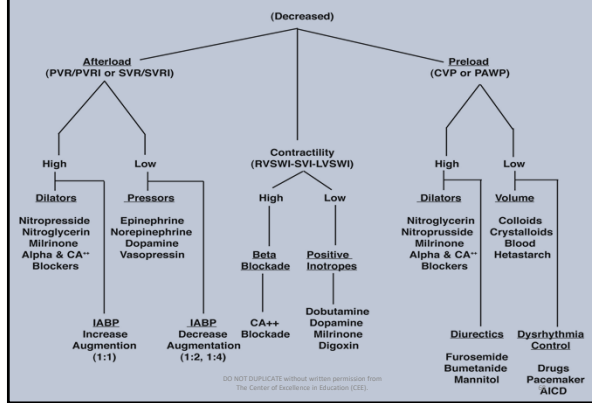 (Decreased)
Afterload
(PVR/PVRI or SVR/SVRI)
Preload
(CVP or PAWP)
Contractility
(RVSWI-SVI-LVSWI)
High
Low
High
Low
High
Low
Dilators
Nitropresside
Nitroglycerin
Milrinone
Alpha & CA++
Blockers
Pressors
Epinephrine
Norepinephrine
Dopamine
Vasopressin
Beta
Blockade
CA++
Blockade
Positive
Inotropes
Dobutamine
Dopamine
Milrinone
Digoxin
Dilators
Nitroglycerin
Nitroprusside
Milrinone
Alpha & CA++
Blockers
Volume
Colloids
Crystalloids
Blood
Hetastarch
IABP
Increase
Augmention
(1:1)
IABP
Decrease
Augmentation
(1:2, 1:4)
Diurectics
Furosemide
Bumetanide
Mannitol
Dysrhythmia
Control
Drugs
Pacemaker
AICD
DO NOT DUPLICATE without written permission from
The Center of Excellence in Education (CEE).